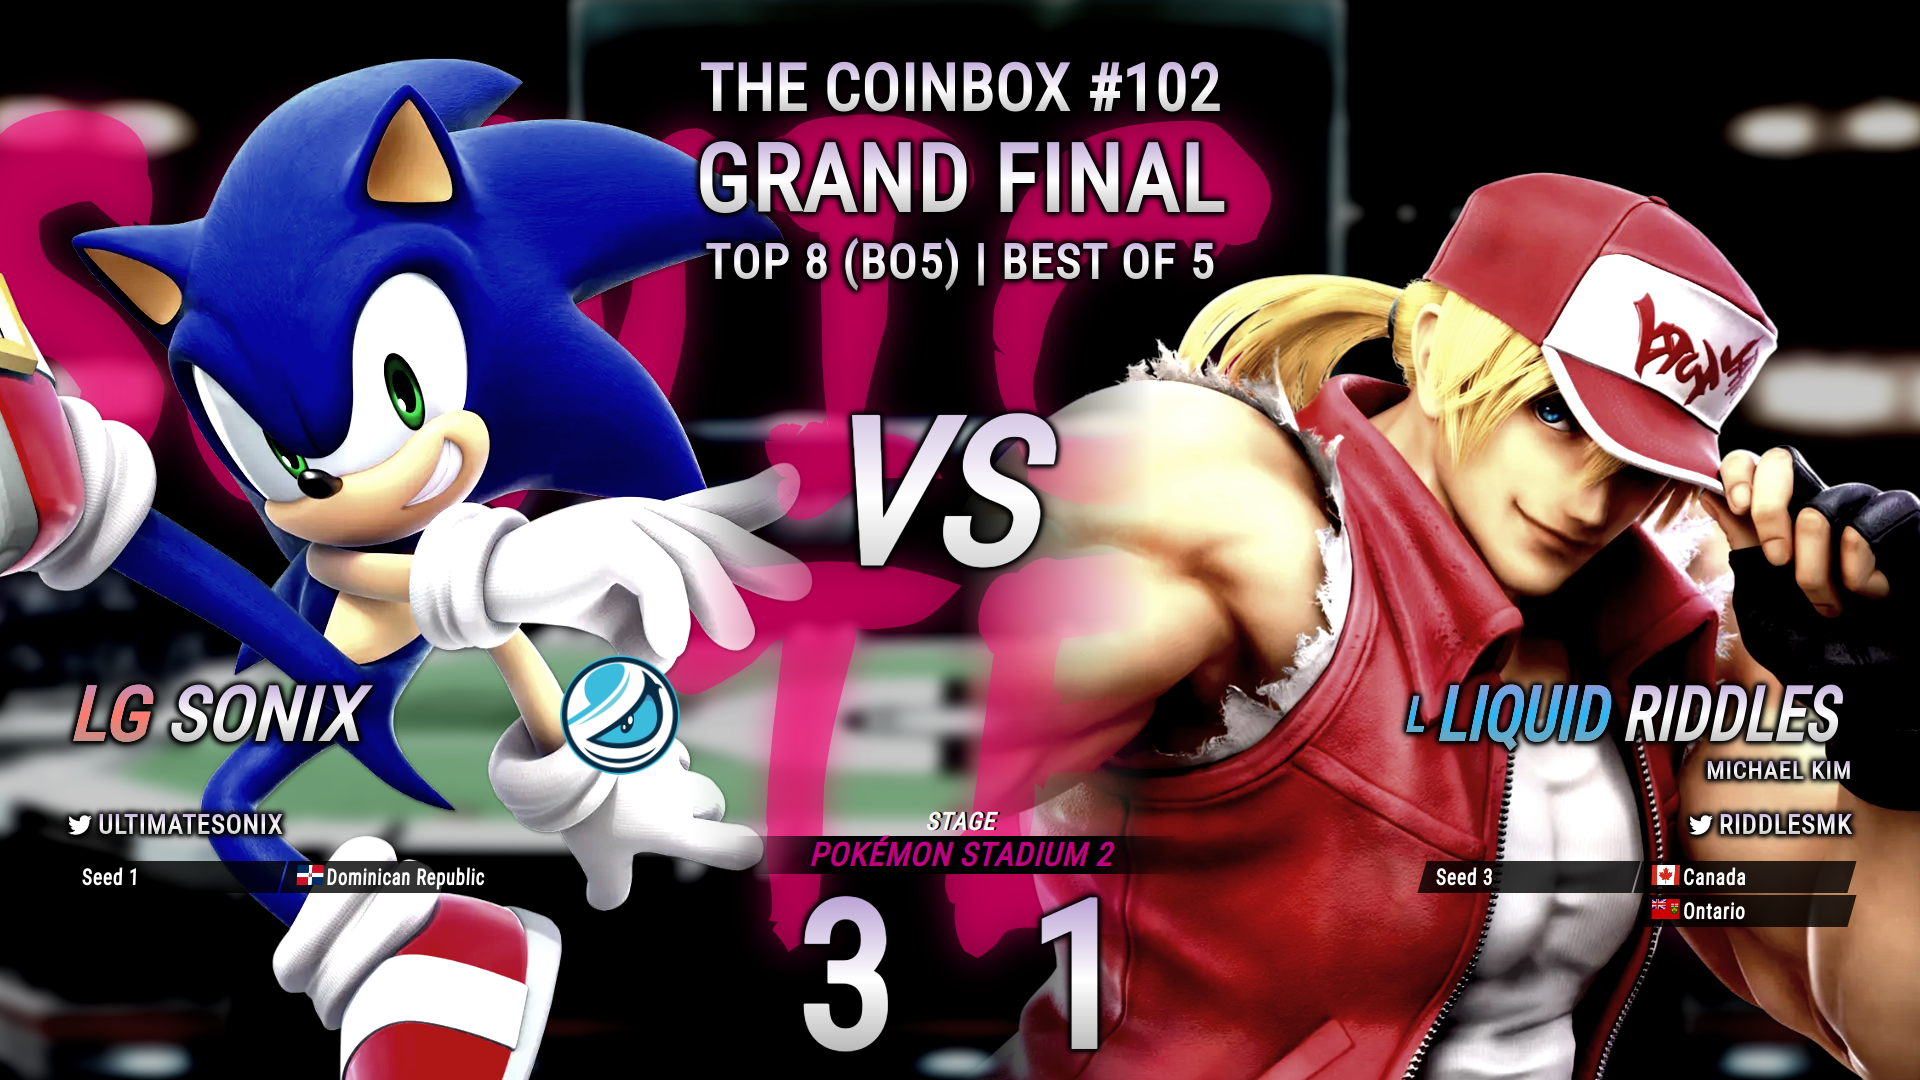 THE COINBOX #102
GRAND FINAL
TOP 8 (BO5) | BEST OF 5
VS
LG SONIX
L LIQUID RIDDLES
MICHAEL KIM
ULTIMATESONIX
RIDDLESMK
STAGE
POKÉMON STADIUM 2
Seed 1
Dominican Republic
Seed 3
Canada
Ontario
3 1